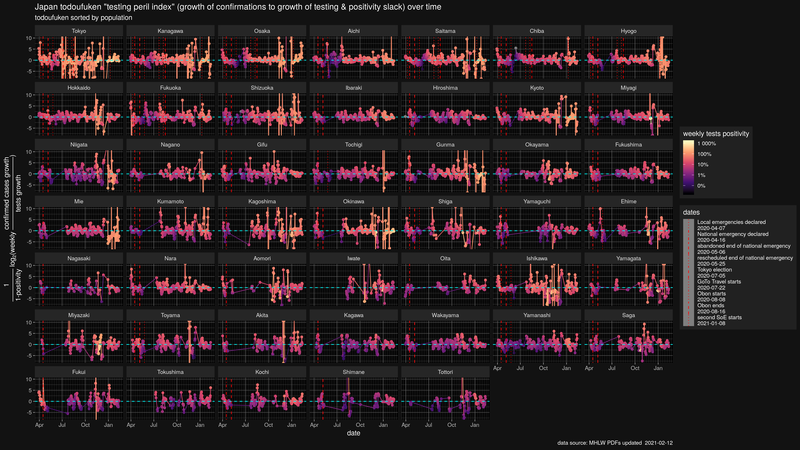 Japan todoufuken "testing peril index" (growth of confirmations to growth of testing & positivity slack) over time
todoufuken sorted by population
Tokyo Kanagawa Osaka Aichi Saitama Chiba Hyogo
Hokkaido Fukuoka Shizuoka Ibaraki Hiroshima Kyoto Miyagi
Niigata Nagano Gifu Tochigi Gunma Okayama Fukushima
Mie Kumamoto Kagoshima Okinawa Shiga Yamaguchi Ehime
Nagasaki Nara Aomori Iwate Oita Ishikawa Yamagata
Miyazaki Toyama Akita Kagawa Wakayama Yamanashi Saga
Fukui Tokushima Kochi Shimane Tottori
10
5
0
-5
Apr Jul Oct Jan
date
1
1-positivity
log₂(weekly
confirmed cases growth
tests growth
)
weekly tests positivity
1 000%
100%
10%
1%
0%
dates
Local emergencies declared
2020-04-07
National emergency declared
2020-04-16
abandoned end of national emergency
2020-05-06
rescheduled end of national emergency
2020-05-25
Tokyo election
2020-07-05
GoTo Travel starts
2020-07-22
Obon starts
2020-08-08
Obon ends
2020-08-16
second SoE starts
2021-01-08
data source: MHLW PDFs updated 2021-02-12